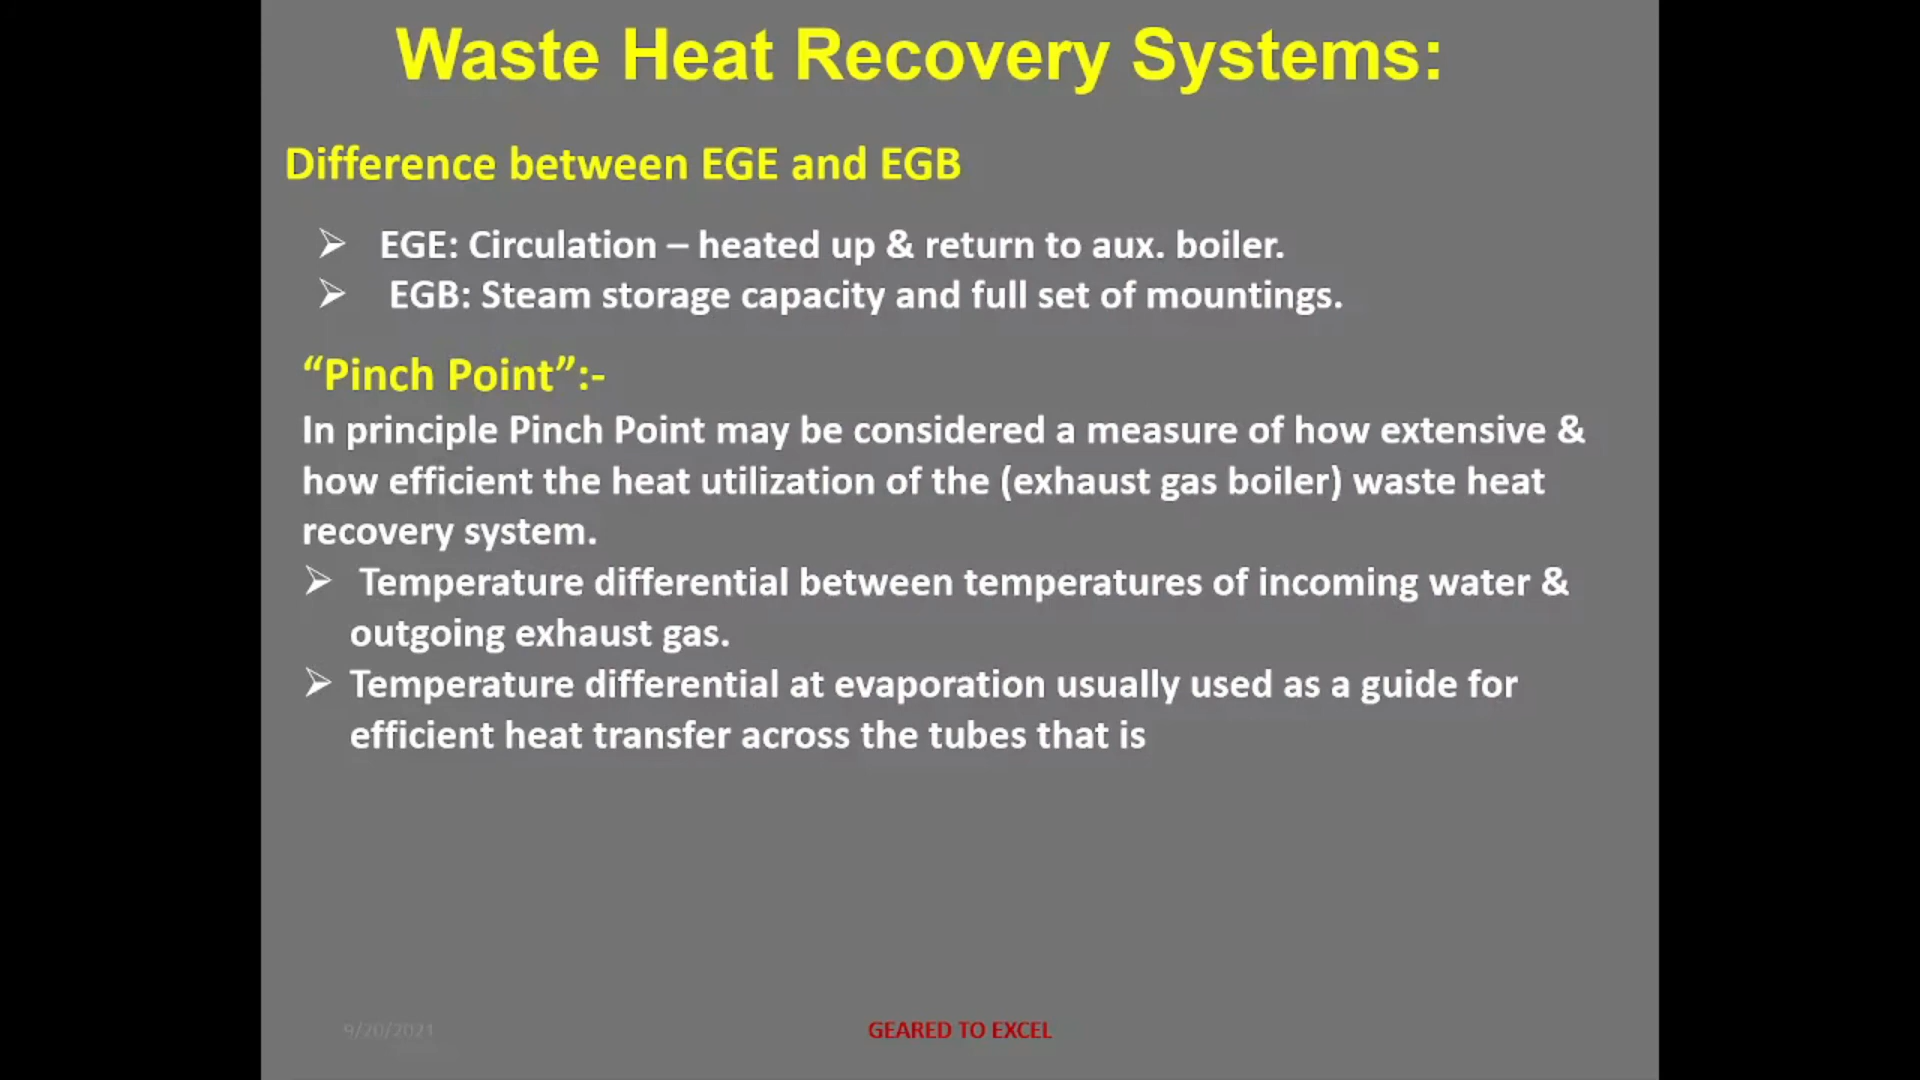 Waste Heat Recovery Systems:
Difference between EGE and EGB
➢ EGE: Circulation – heated up & return to aux. boiler.
➢ EGB: Steam storage capacity and full set of mountings.
“Pinch Point”:-
In principle Pinch Point may be considered a measure of how extensive &
how efficient the heat utilization of the (exhaust gas boiler) waste heat
recovery system.
➢ Temperature differential between temperatures of incoming water &
outgoing exhaust gas.
➢ Temperature differential at evaporation usually used as a guide for
efficient heat transfer across the tubes that is
9/20/2021
GEARED TO EXCEL